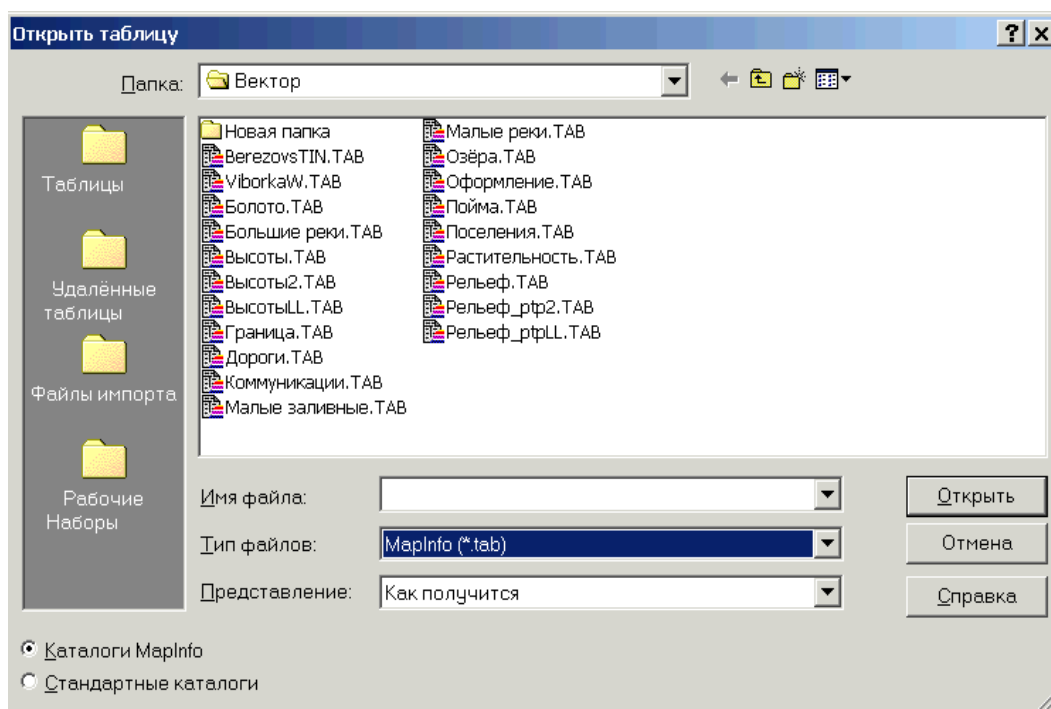 Открыть таблицу
Папка:
Вектор
Таблицы
Удалённые
таблицы
Файлы импорта
Рабочие
Наборы
Новая папка
BerezovsTIN.TAB
ViborkaW.TAB
Болото.TAB
Большие реки.TAB
Высоты.TAB
Высоты2.TAB
ВысотыLL.TAB
Граница.TAB
Дороги.TAB
Коммуникации.TAB
Малые заливные.TAB
Малые реки.TAB
Озёра.TAB
Оформление.TAB
Пойма.TAB
Поселения.TAB
Растительность.TAB
Рельеф.TAB
Рельеф_ptp2.TAB
Рельеф_ptpLL.TAB
Имя файла:
Открыть
Тип файлов:
MapInfo (*.tab)
Отмена
Представление:
Как получится
Справка
Каталоги MapInfo
Стандартные каталоги